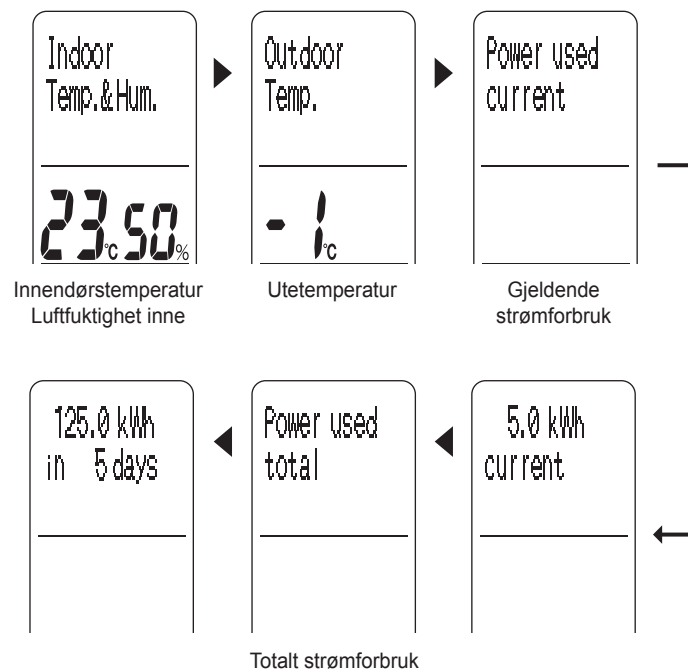 Indoor
Temp.&Hum.
23 °C 50 %
Innendørstemperatur
Luftfuktighet inne
Outdoor
Temp.
-1 °C
Utetemperatur
Power used
current
Gjeldende
strømforbruk
5.0 kWh
current
Power used
total
125.0 kWh
in 5 days
Totalt strømforbruk